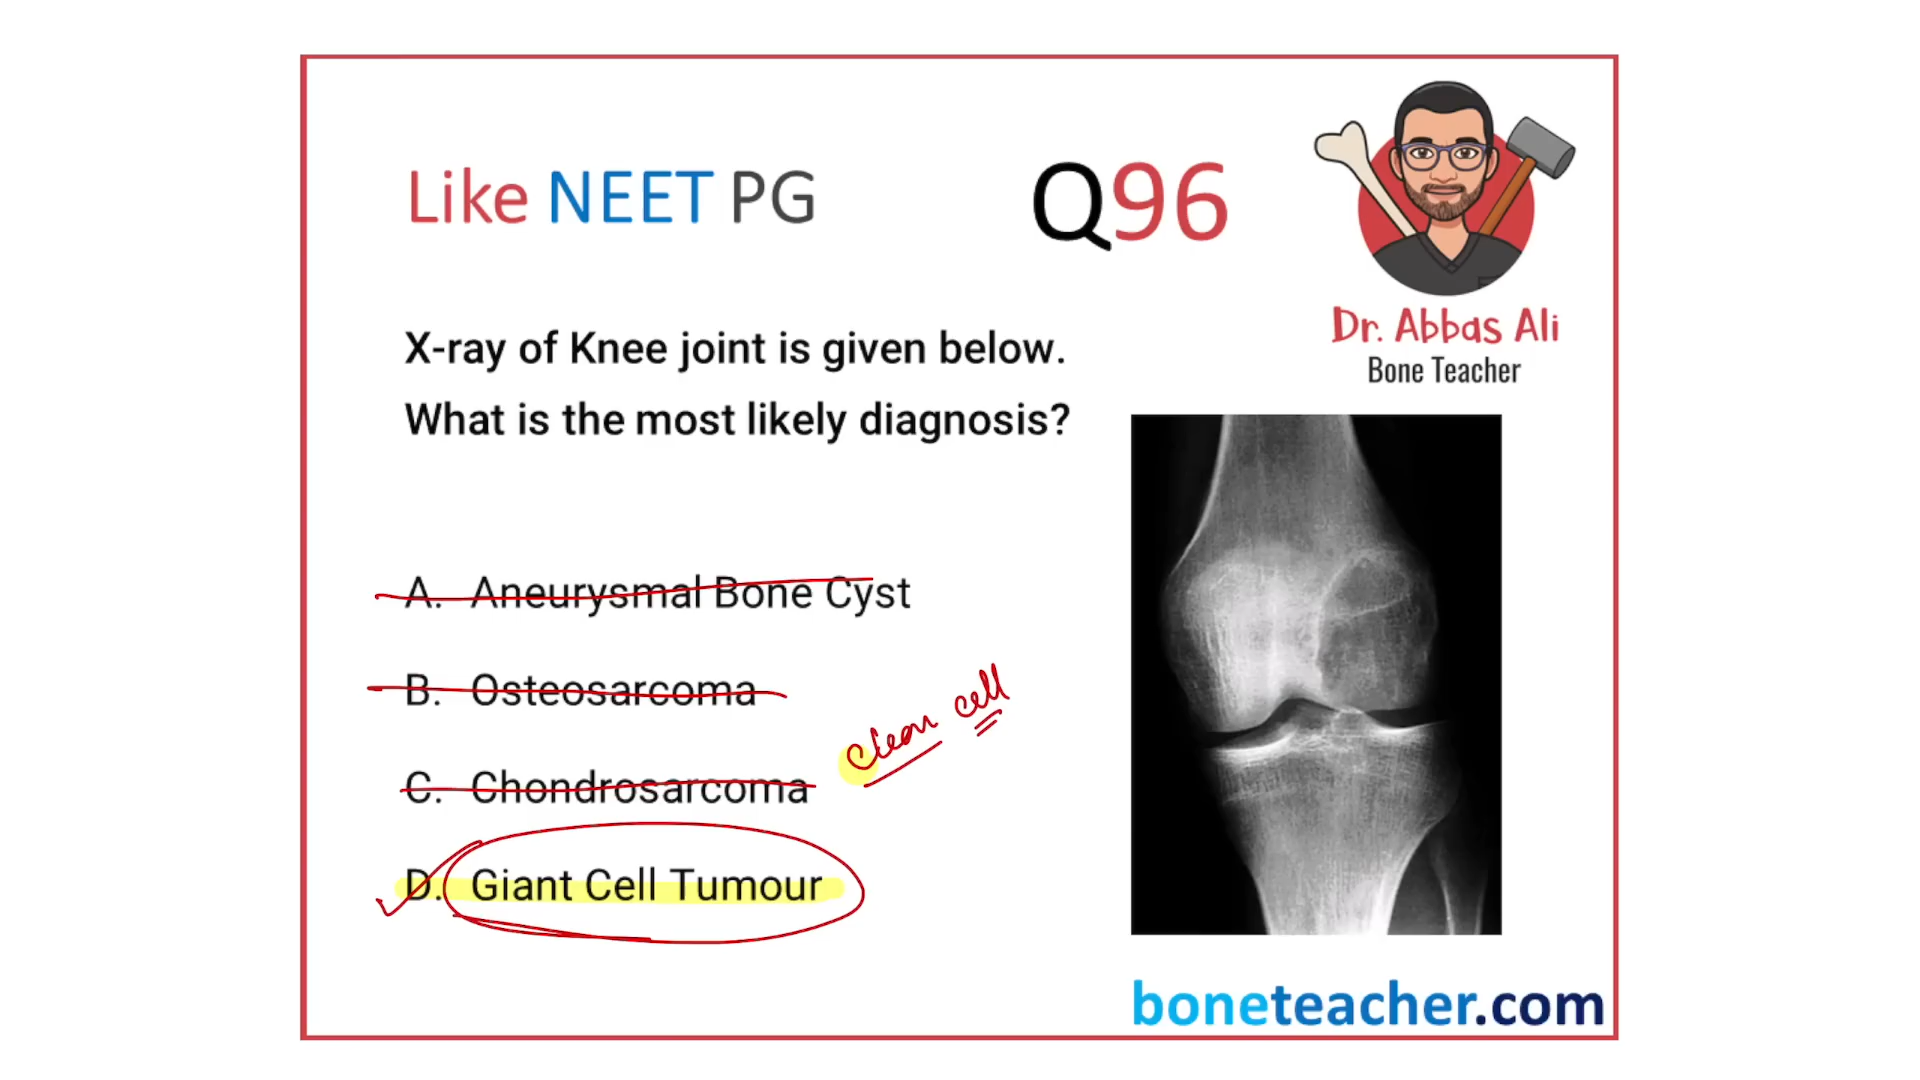 Like NEET PG
Q96
Dr. Abbas Ali
Bone Teacher
X-ray of Knee joint is given below.
What is the most likely diagnosis?
A. Aneurysmal Bone Cyst
B. Osteosarcoma
clear cell
C. Chondrosarcoma
D. Giant Cell Tumour
boneteacher.com